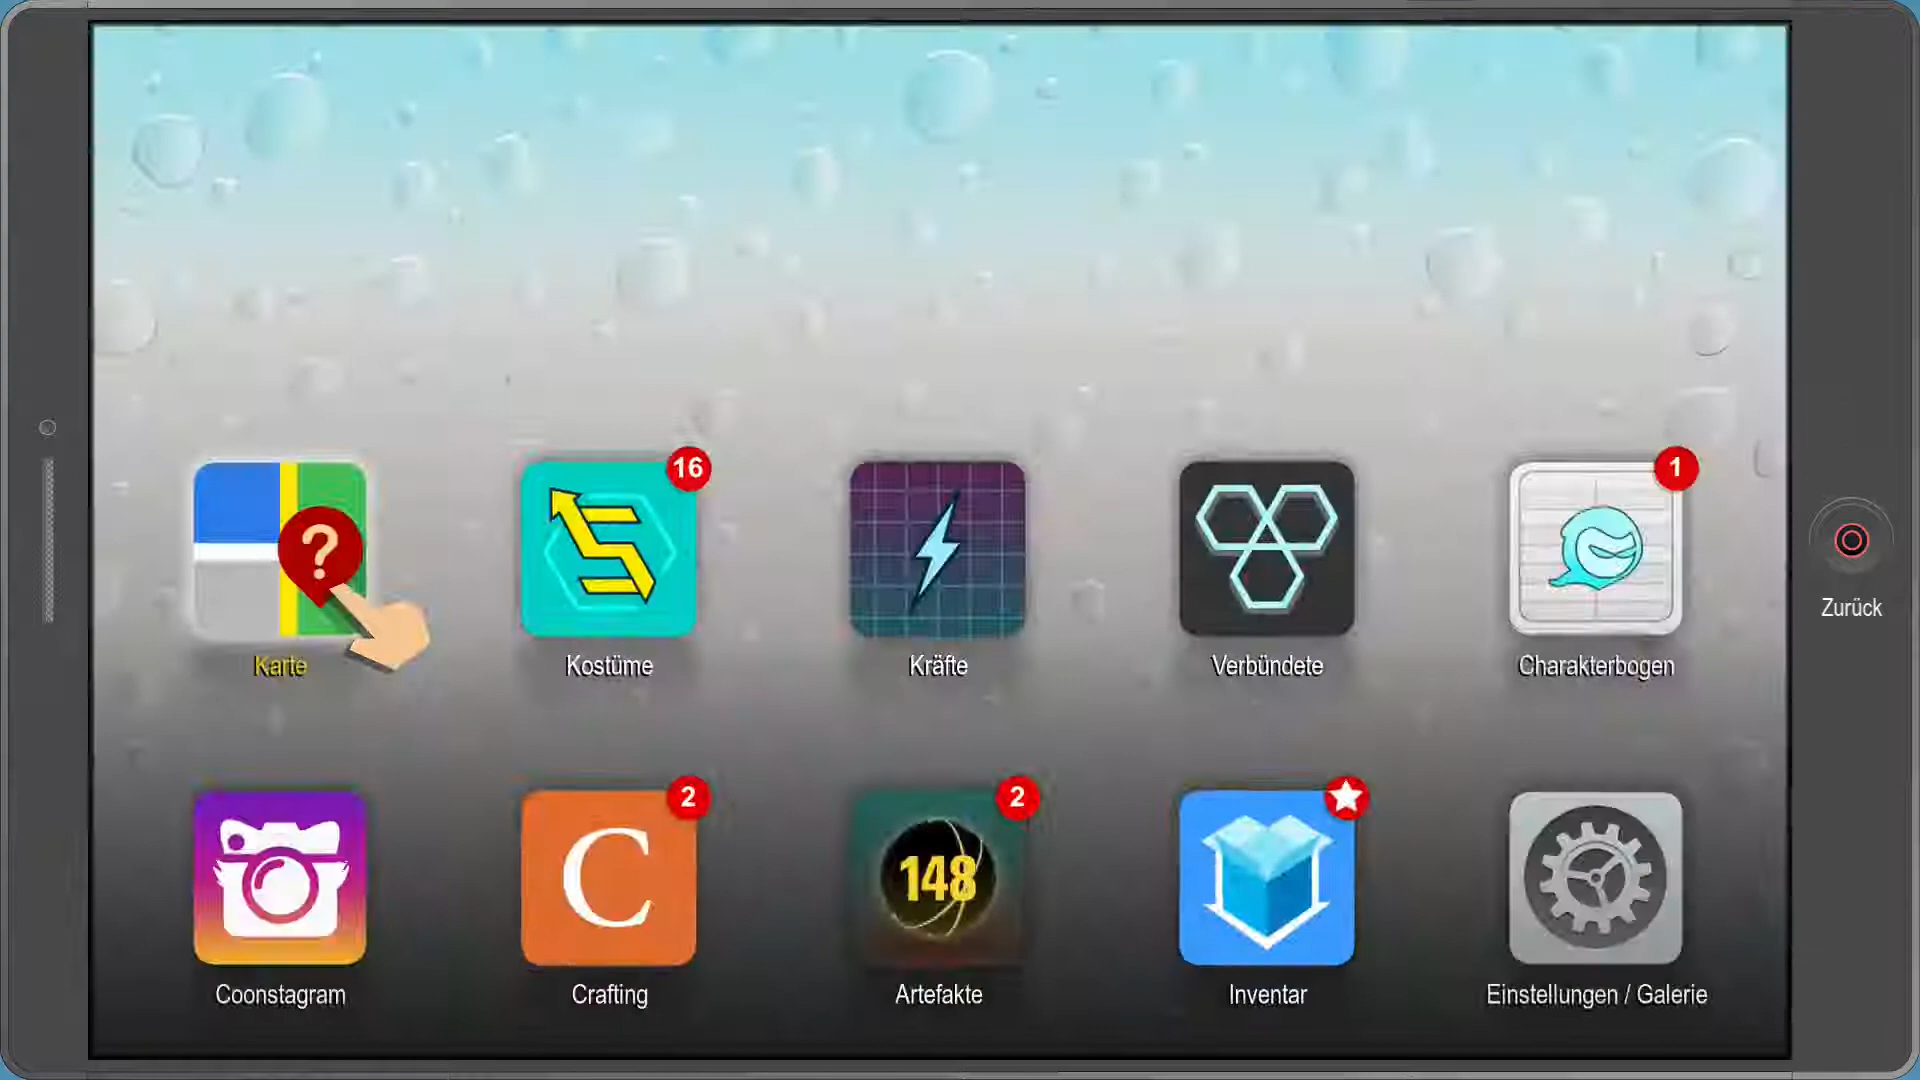 16
1
?
Karte
Kostüme
Kräfte
Verbündete
Charakterbogen
Zurück
2
2
C
148
Coonstagram
Crafting
Artefakte
Inventar
Einstellungen / Galerie